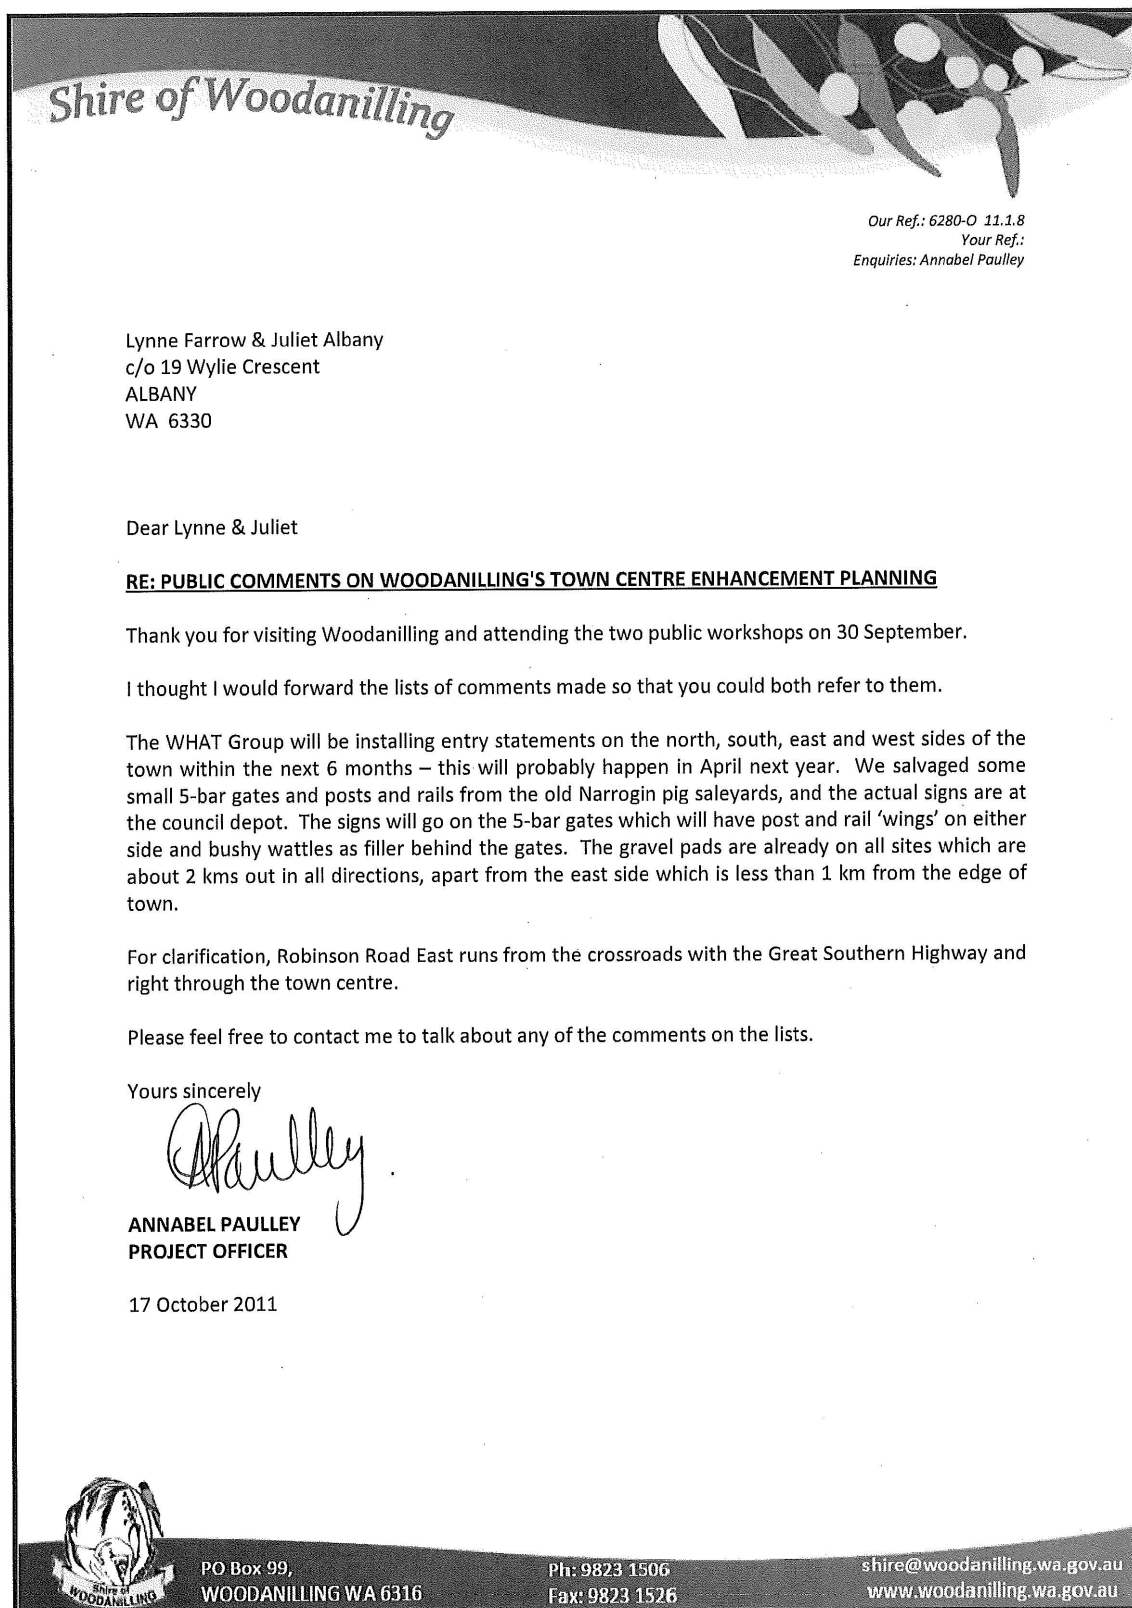 Shire of Woodanilling
Our Ref.: 6280-O 11.1.8
Your Ref.:
Enquiries: Annabel Paulley
Lynne Farrow & Juliet Albany
c/o 19 Wylie Crescent
ALBANY
WA 6330
Dear Lynne & Juliet
RE: PUBLIC COMMENTS ON WOODANILLING'S TOWN CENTRE ENHANCEMENT PLANNING
Thank you for visiting Woodanilling and attending the two public workshops on 30 September.
I thought I would forward the lists of comments made so that you could both refer to them.
The WHAT Group will be installing entry statements on the north, south, east and west sides of the
town within the next 6 months – this will probably happen in April next year. We salvaged some
small 5-bar gates and posts and rails from the old Narrogin pig saleyards, and the actual signs are at
the council depot. The signs will go on the 5-bar gates which will have post and rail 'wings' on either
side and bushy wattles as filler behind the gates. The gravel pads are already on all sites which are
about 2 kms out in all directions, apart from the east side which is less than 1 km from the edge of
town.
For clarification, Robinson Road East runs from the crossroads with the Great Southern Highway and
right through the town centre.
Please feel free to contact me to talk about any of the comments on the lists.
Yours sincerely
APaulley
ANNABEL PAULLEY
PROJECT OFFICER
17 October 2011
Shire of
WOODANILLING
PO Box 99,
WOODANILLING WA 6316
Ph: 9823 1506
Fax: 9823 1526
shire@woodanilling.wa.gov.au
www.woodanilling.wa.gov.au